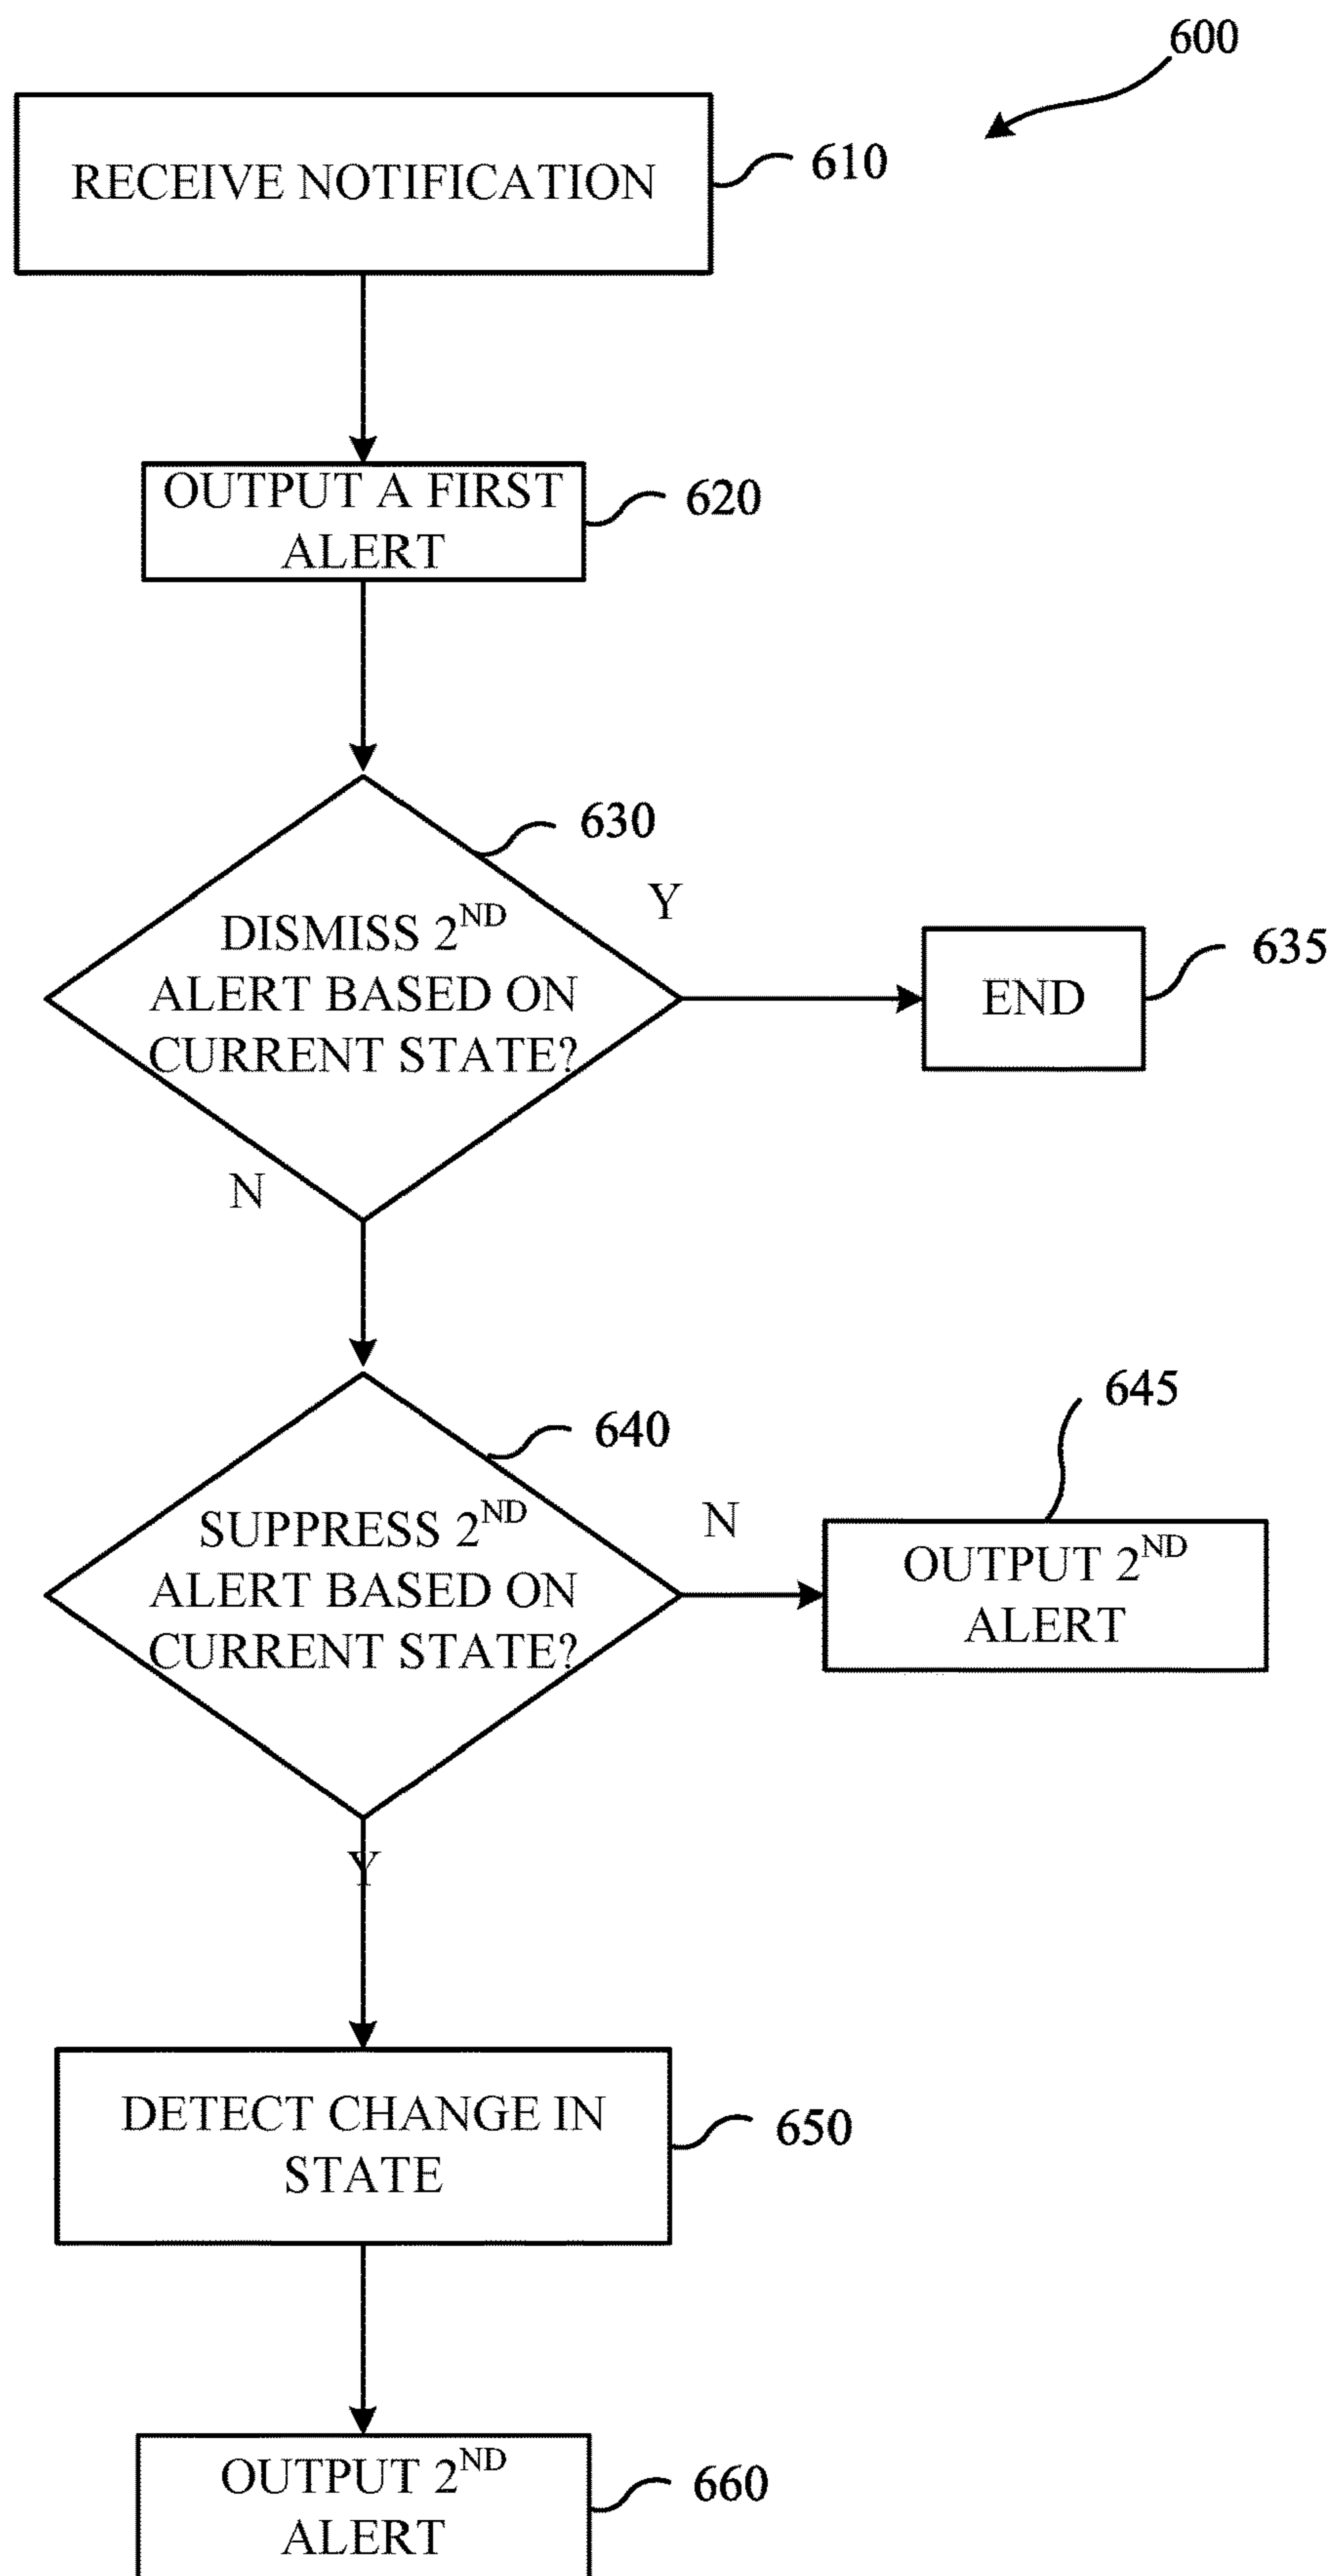 600
RECEIVE NOTIFICATION
610
OUTPUT A FIRST
ALERT
620
630
DISMISS 2ND
ALERT BASED ON
CURRENT STATE?
Y
END
635
N
640
SUPPRESS 2ND
ALERT BASED ON
CURRENT STATE?
N
645
OUTPUT 2ND
ALERT
Y
DETECT CHANGE IN
STATE
650
OUTPUT 2ND
ALERT
660